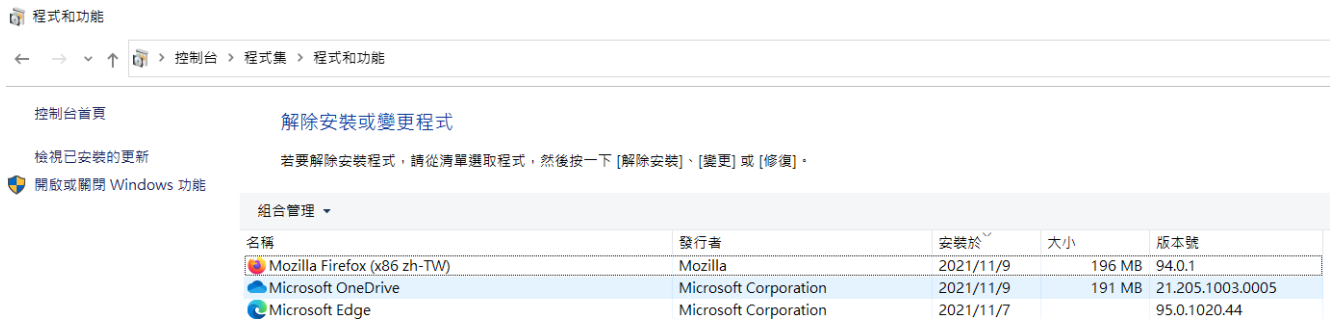 程式和功能
控制台 > 程式集 > 程式和功能
控制台首頁
解除安裝或變更程式
檢視已安裝的更新
若要解除安裝程式，請從清單選取程式，然後按一下 [解除安裝]、[變更] 或 [修復]。
開啟或關閉 Windows 功能
組合管理
名稱 發行者 安裝於 大小 版本號
Mozilla Firefox (x86 zh-TW) Mozilla 2021/11/9 196 MB 94.0.1
Microsoft OneDrive Microsoft Corporation 2021/11/9 191 MB 21.205.1003.0005
Microsoft Edge Microsoft Corporation 2021/11/7 95.0.1020.44